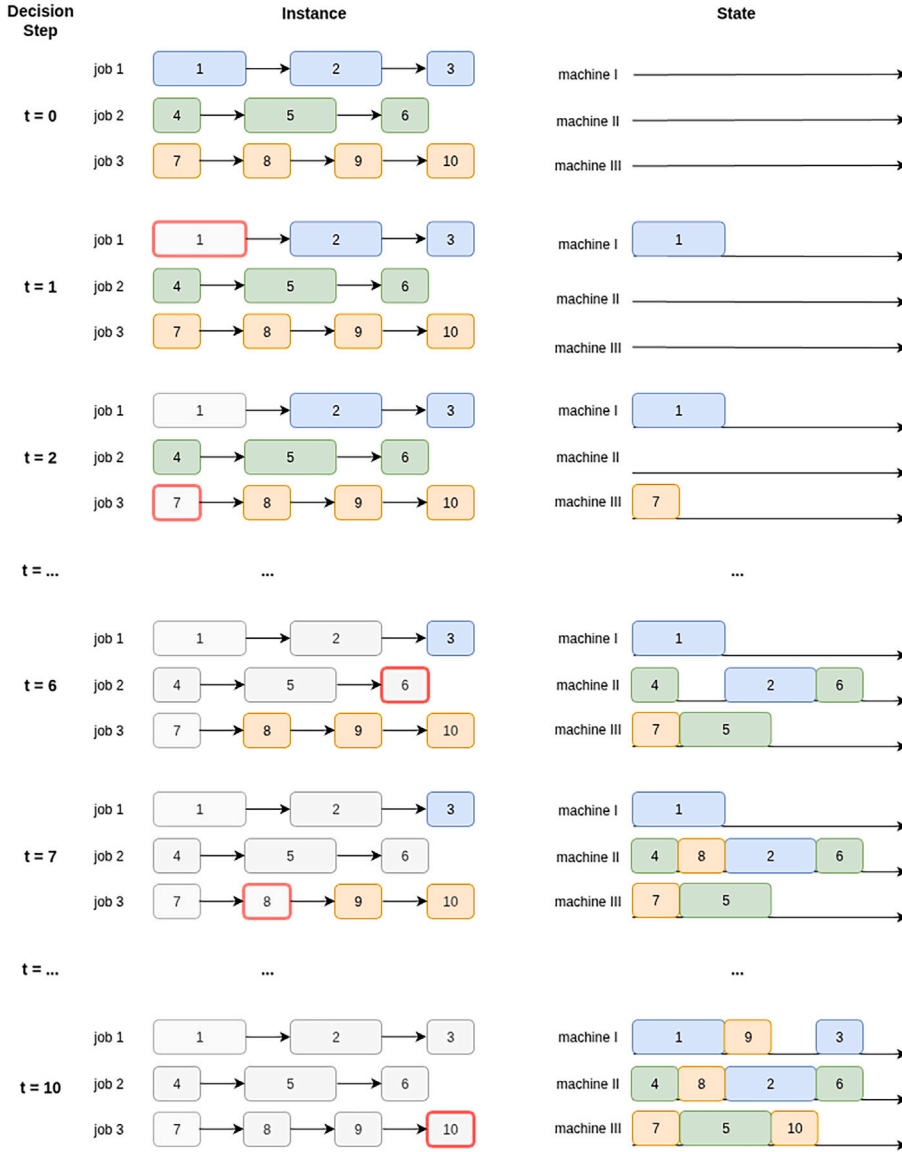 Decision Step Instance State
t = 0
job 1 1 2 3 machine I
job 2 4 5 6 machine II
job 3 7 8 9 10 machine III
t = 1
job 1 1 2 3 machine I 1
job 2 4 5 6 machine II
job 3 7 8 9 10 machine III
t = 2
job 1 1 2 3 machine I 1
job 2 4 5 6 machine II
job 3 7 8 9 10 machine III 7
t = ... ... ...
t = 6
job 1 1 2 3 machine I 1
job 2 4 5 6 machine II 4 2 6
job 3 7 8 9 10 machine III 7 5
t = 7
job 1 1 2 3 machine I 1
job 2 4 5 6 machine II 4 8 2 6
job 3 7 8 9 10 machine III 7 5
t = ... ... ...
t = 10
job 1 1 2 3 machine I 1 9 3
job 2 4 5 6 machine II 4 8 2 6
job 3 7 8 9 10 machine III 7 5 10